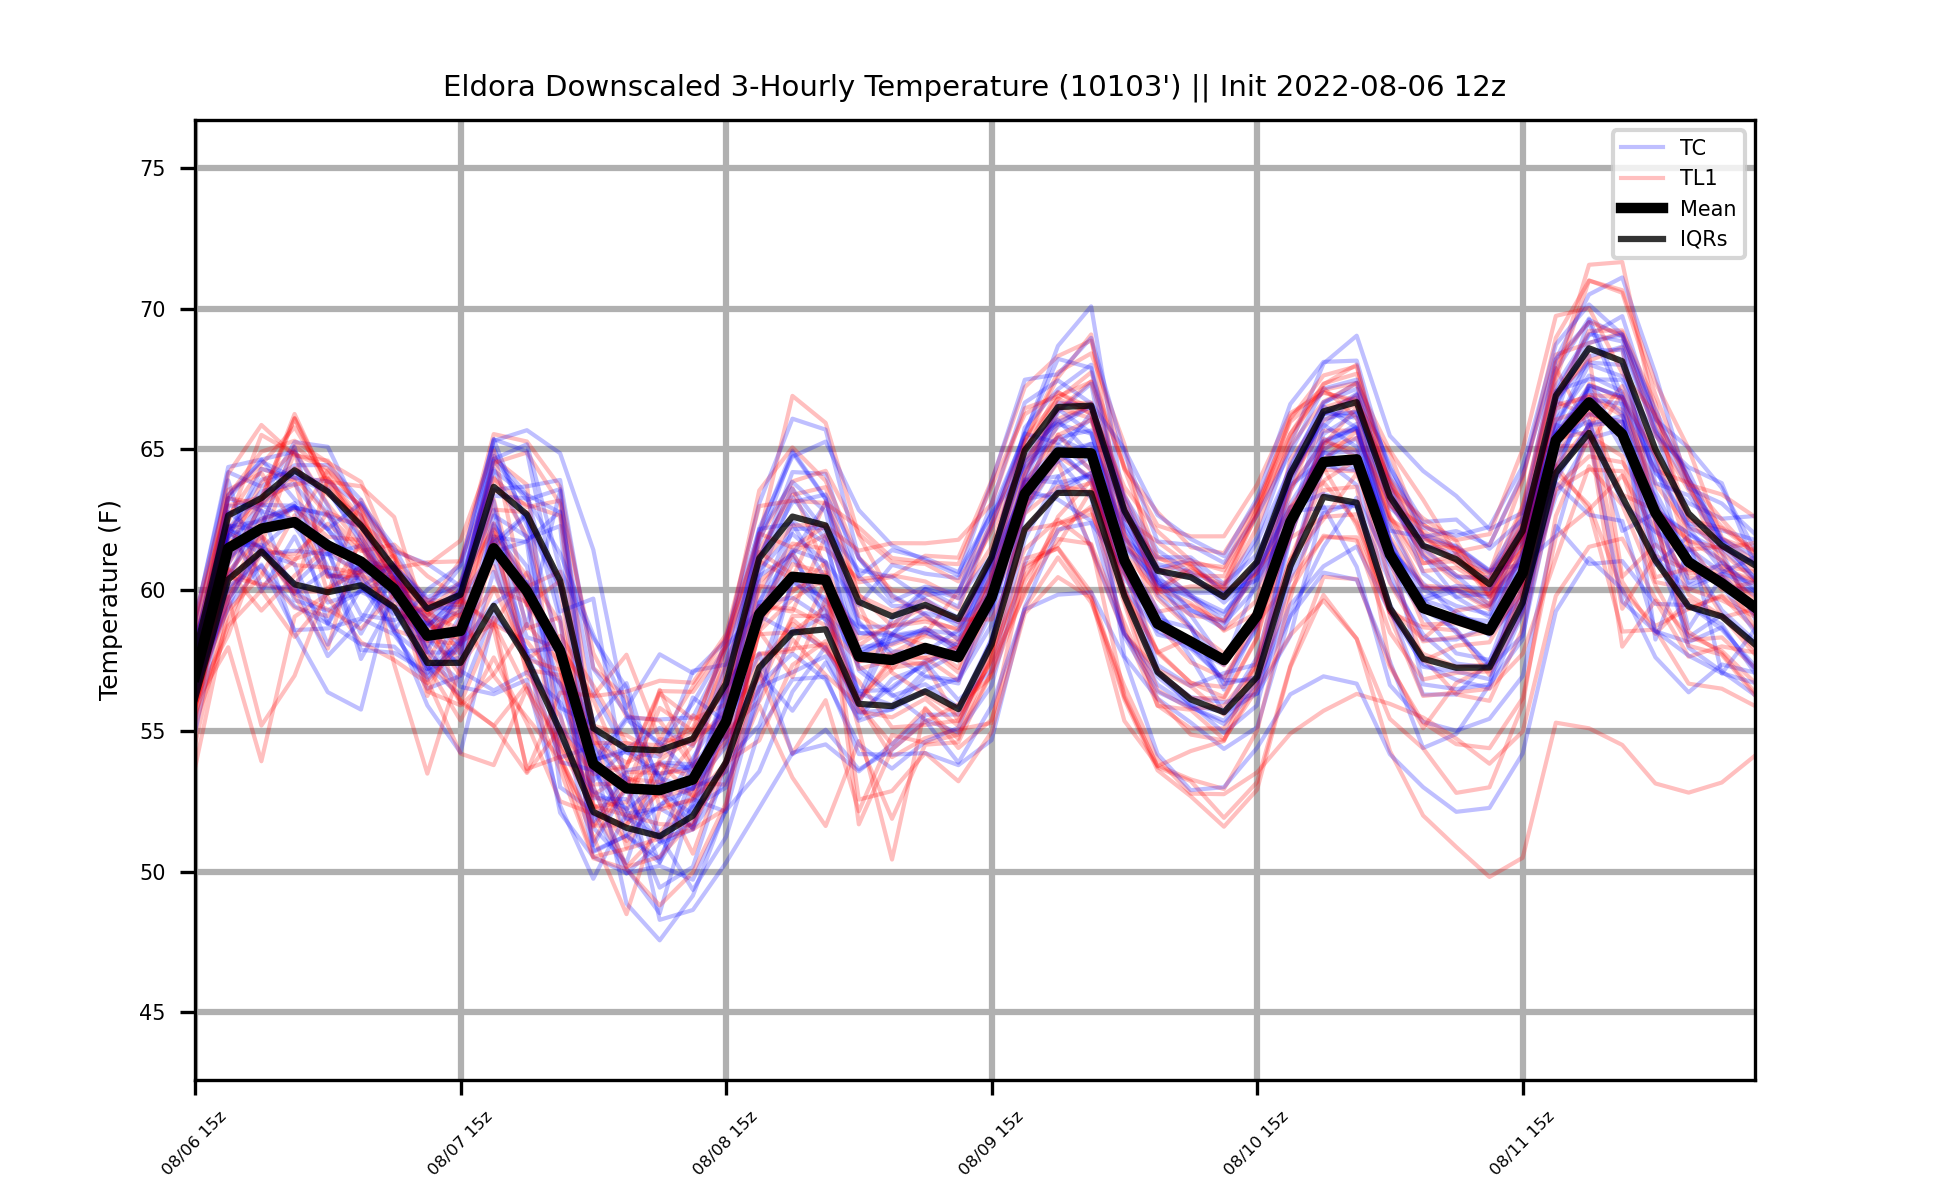 Eldora Downscaled 3-Hourly Temperature (10103') || Init 2022-08-06 12z
TC
TL1
Mean
IQRs
Temperature (F)
75
70
65
60
55
50
45
08/06 15z
08/07 15z
08/08 15z
08/09 15z
08/10 15z
08/11 15z